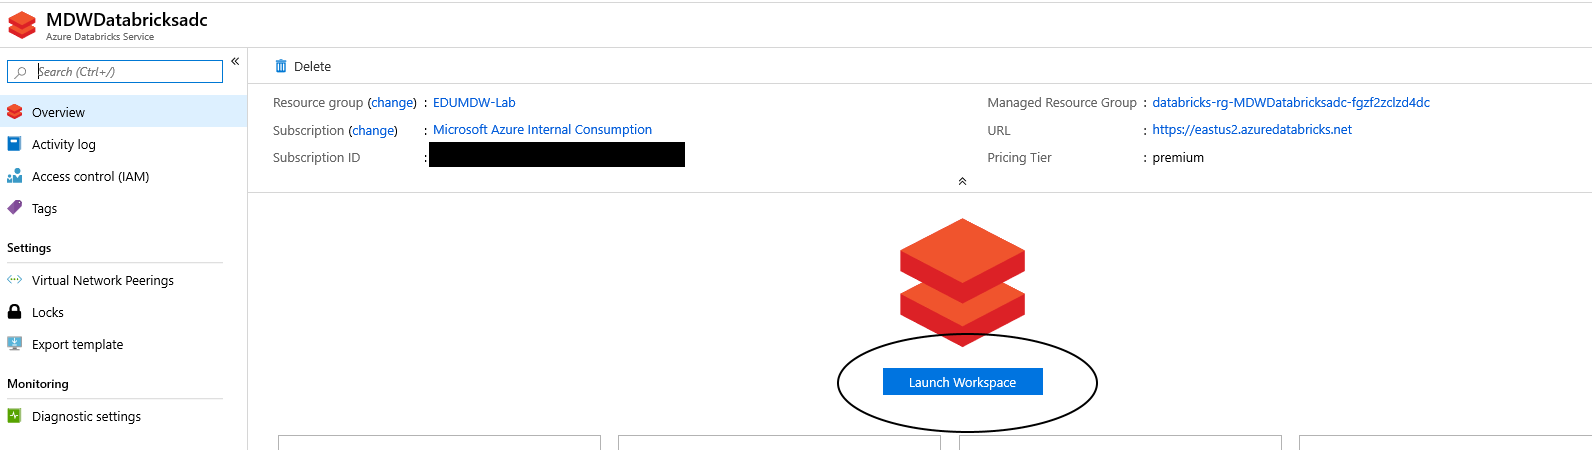 MDWDatabricksadc
Azure Databricks Service
Search (Ctrl+/)
«
Overview
Activity log
Access control (IAM)
Tags
Settings
Virtual Network Peerings
Locks
Export template
Monitoring
Diagnostic settings
Delete
Resource group (change) : EDUMDW-Lab
Subscription (change) : Microsoft Azure Internal Consumption
Subscription ID :
Managed Resource Group : databricks-rg-MDWDatabricksadc-fgzf2zclzd4dc
URL : https://eastus2.azuredatabricks.net
Pricing Tier : premium
Launch Workspace